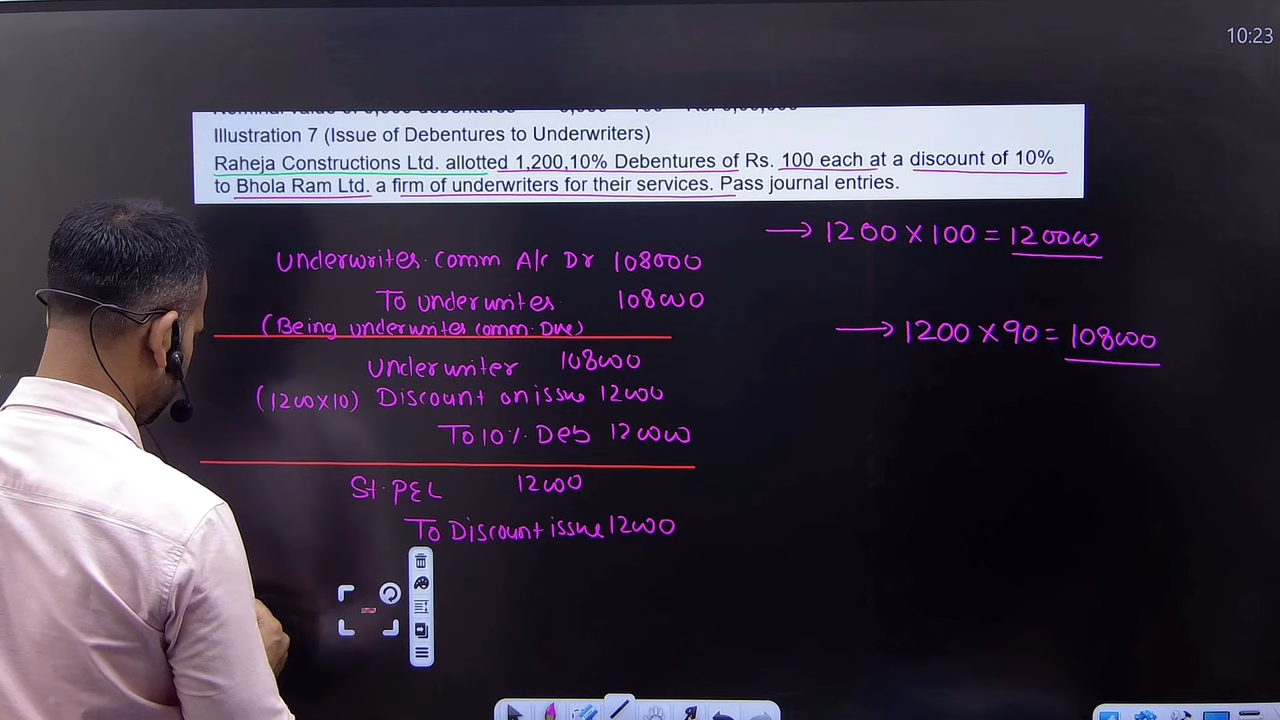 10:23
Illustration 7 (Issue of Debentures to Underwriters)
Raheja Constructions Ltd. allotted 1,200,10% Debentures of Rs. 100 each at a discount of 10%
to Bhola Ram Ltd. a firm of underwriters for their services. Pass journal entries.
→ 1200 X 100 = 120000
Underwrites. comm A/c Dr 108000
To underwrites. 108000
(Being underwrites comm. Due)
→ 1200 X 90 = 108000
Underwriter 108000
(1200X10) Discount on issue 12000
To 10% Deb 120000
St. P&L 12000
To Discount issue 12000